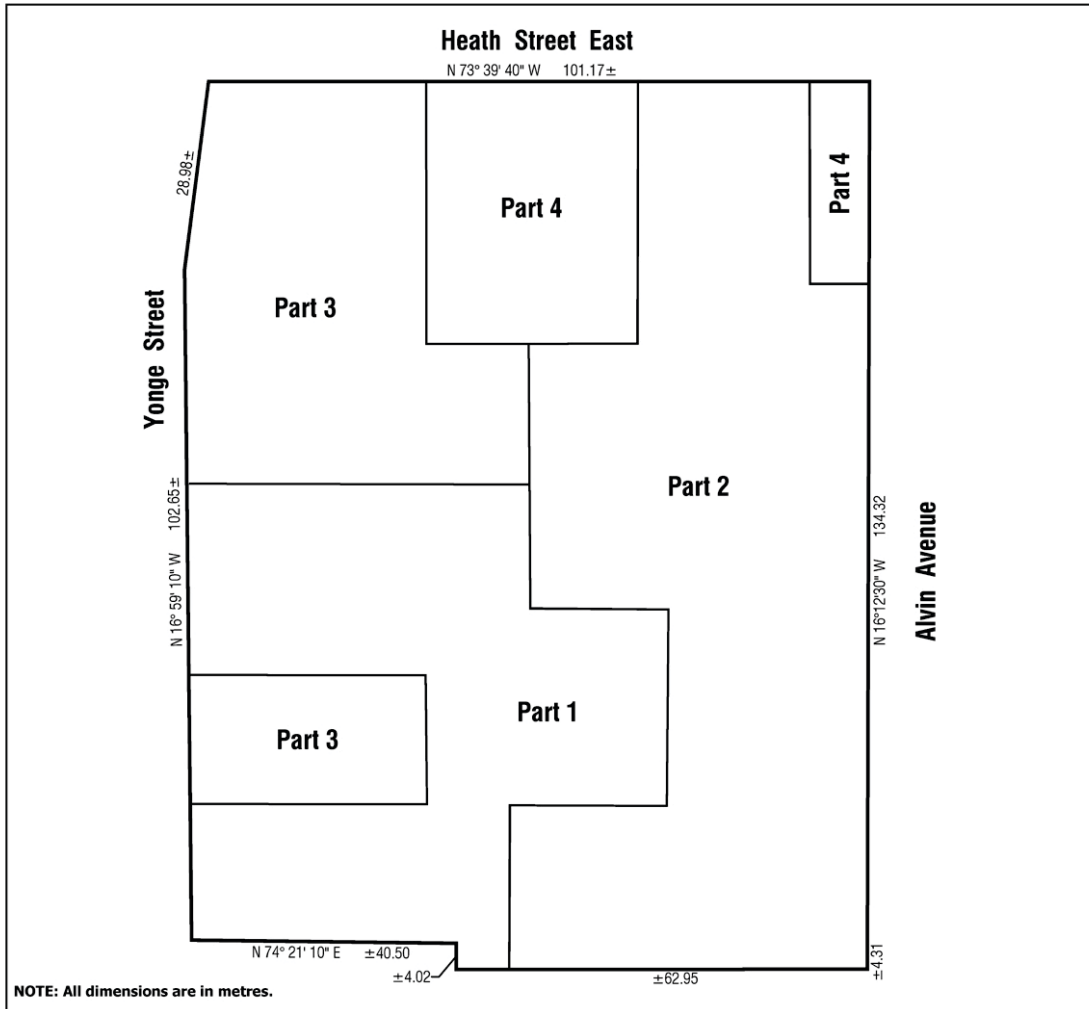 Heath Street East
N 73° 39' 40" W 101.17±
28.98±
Part 4
Part 4
Part 3
Yonge Street
Part 2
102.65±
N 16° 59' 10" W
134.32
N 16°12'30" W
Alvin Avenue
Part 1
Part 3
N 74° 21' 10" E ±40.50
±4.02
±62.95
±4.31
NOTE: All dimensions are in metres.